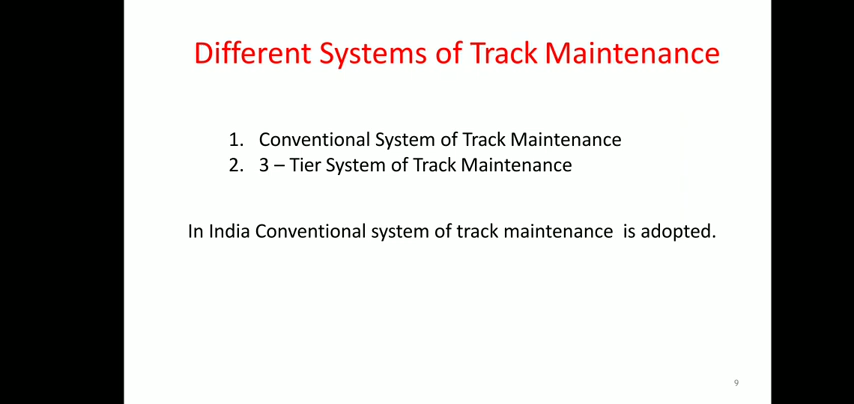 Different Systems of Track Maintenance
1. Conventional System of Track Maintenance
2. 3 – Tier System of Track Maintenance
In India Conventional system of track maintenance is adopted.
9